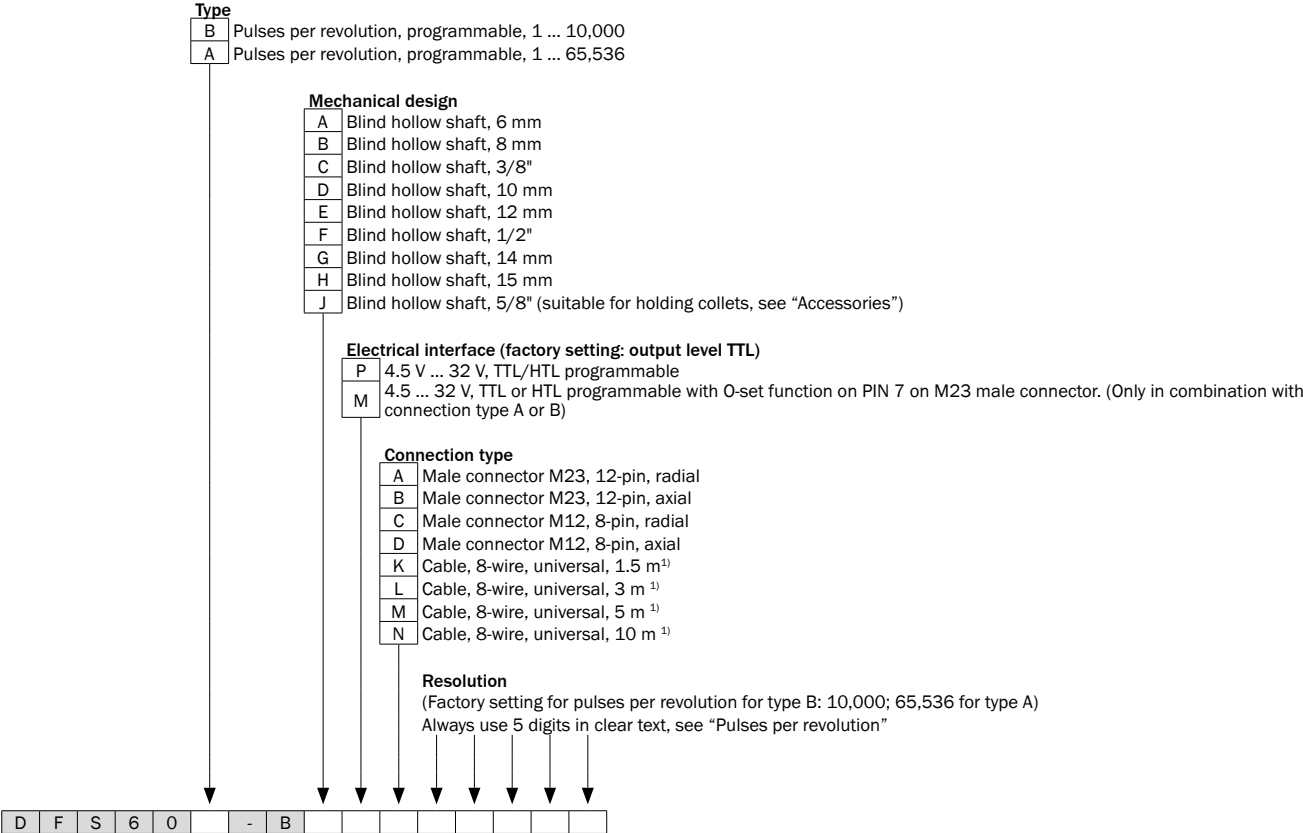 Type
B Pulses per revolution, programmable, 1 ... 10,000
A Pulses per revolution, programmable, 1 ... 65,536
Mechanical design
A Blind hollow shaft, 6 mm
B Blind hollow shaft, 8 mm
C Blind hollow shaft, 3/8"
D Blind hollow shaft, 10 mm
E Blind hollow shaft, 12 mm
F Blind hollow shaft, 1/2"
G Blind hollow shaft, 14 mm
H Blind hollow shaft, 15 mm
J Blind hollow shaft, 5/8" (suitable for holding collets, see “Accessories”)
Electrical interface (factory setting: output level TTL)
P 4.5 V ... 32 V, TTL/HTL programmable
M 4.5 ... 32 V, TTL or HTL programmable with 0-set function on PIN 7 on M23 male connector. (Only in combination with
connection type A or B)
Connection type
A Male connector M23, 12-pin, radial
B Male connector M23, 12-pin, axial
C Male connector M12, 8-pin, radial
D Male connector M12, 8-pin, axial
K Cable, 8-wire, universal, 1.5 m1)
L Cable, 8-wire, universal, 3 m 1)
M Cable, 8-wire, universal, 5 m 1)
N Cable, 8-wire, universal, 10 m 1)
Resolution
(Factory setting for pulses per revolution for type B: 10,000; 65,536 for type A)
Always use 5 digits in clear text, see “Pulses per revolution”
D F S 6 0 - B